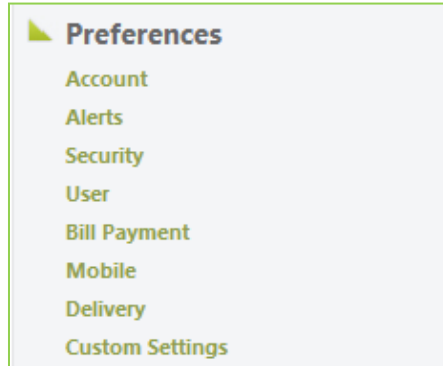 Preferences
Account
Alerts
Security
User
Bill Payment
Mobile
Delivery
Custom Settings